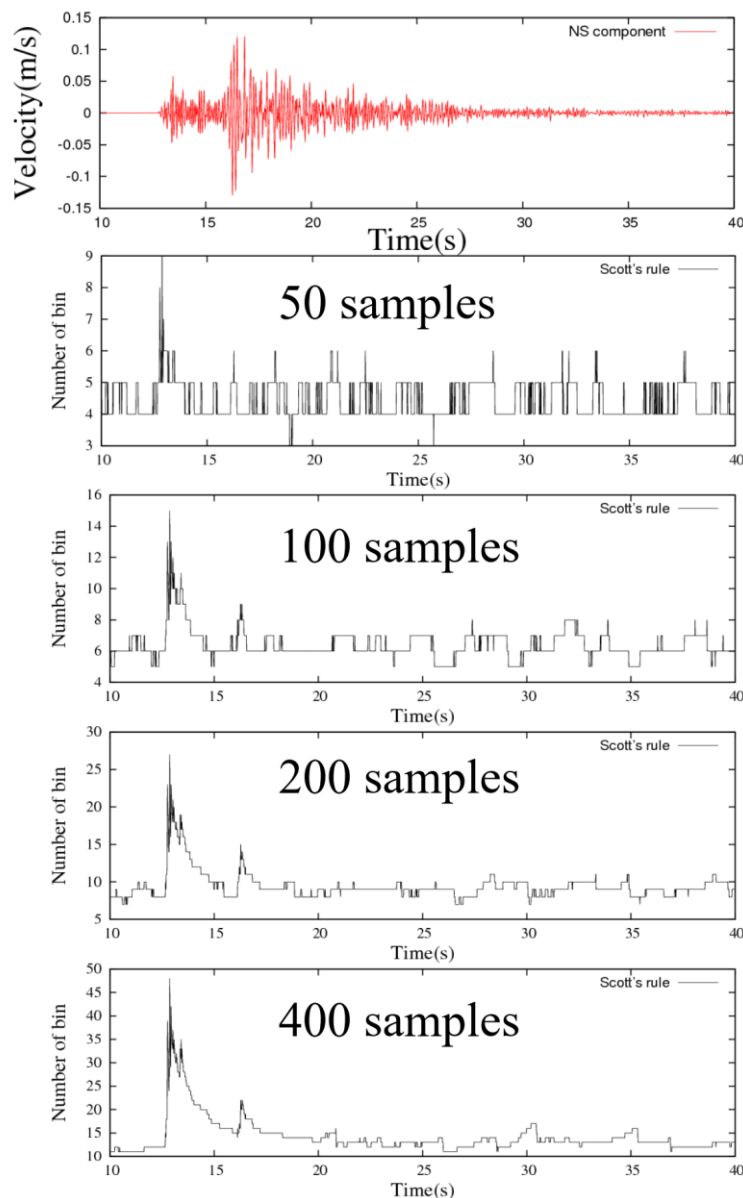 NS component
Velocity(m/s)
0.15
0.1
0.05
0
-0.05
-0.1
-0.15
10 15 20 25 30 35 40
Time(s)
Scott's rule
50 samples
Number of bin
9
8
7
6
5
4
3
10 15 20 25 30 35 40
Time(s)
Scott's rule
100 samples
Number of bin
16
14
12
10
8
6
4
10 15 20 25 30 35 40
Time(s)
Scott's rule
200 samples
Number of bin
30
25
20
15
10
5
10 15 20 25 30 35 40
Time(s)
Scott's rule
400 samples
Number of bin
50
45
40
35
30
25
20
15
10
10 15 20 25 30 35 40
Time(s)